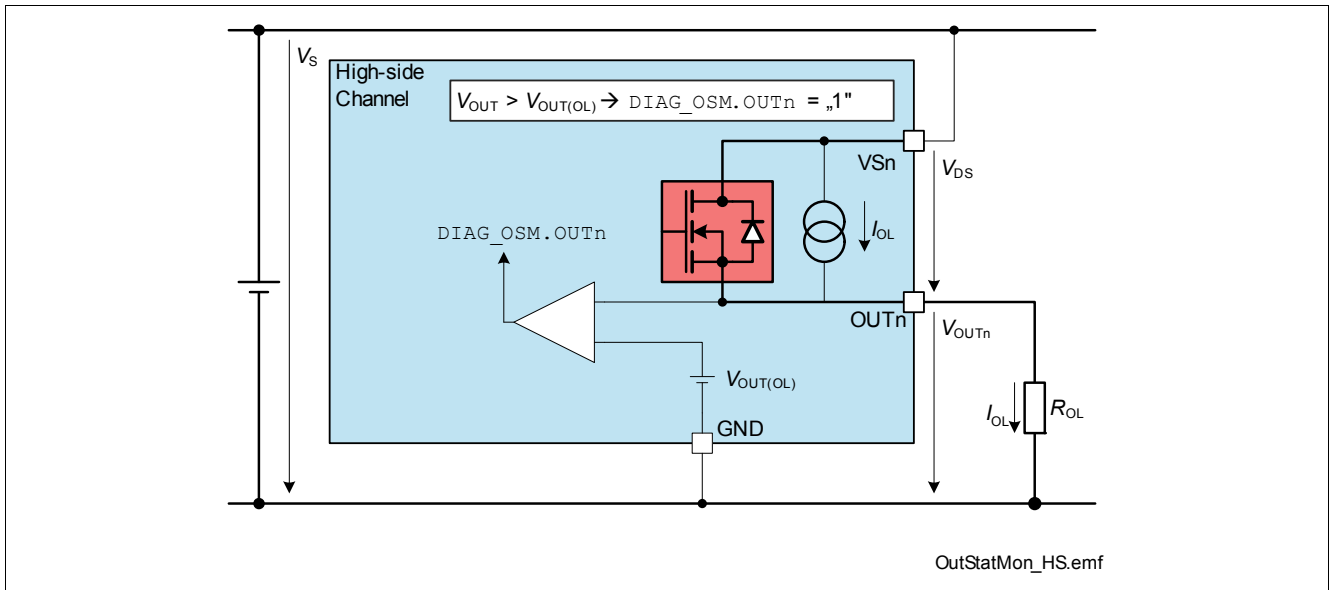 VS
High-side
Channel
VOUT > VOUT(OL) → DIAG_OSM.OUTn = „1"
VSn
VDS
IOL
DIAG_OSM.OUTn
OUTn
VOUTn
VOUT(OL)
IOL
ROL
GND
OutStatMon_HS.emf